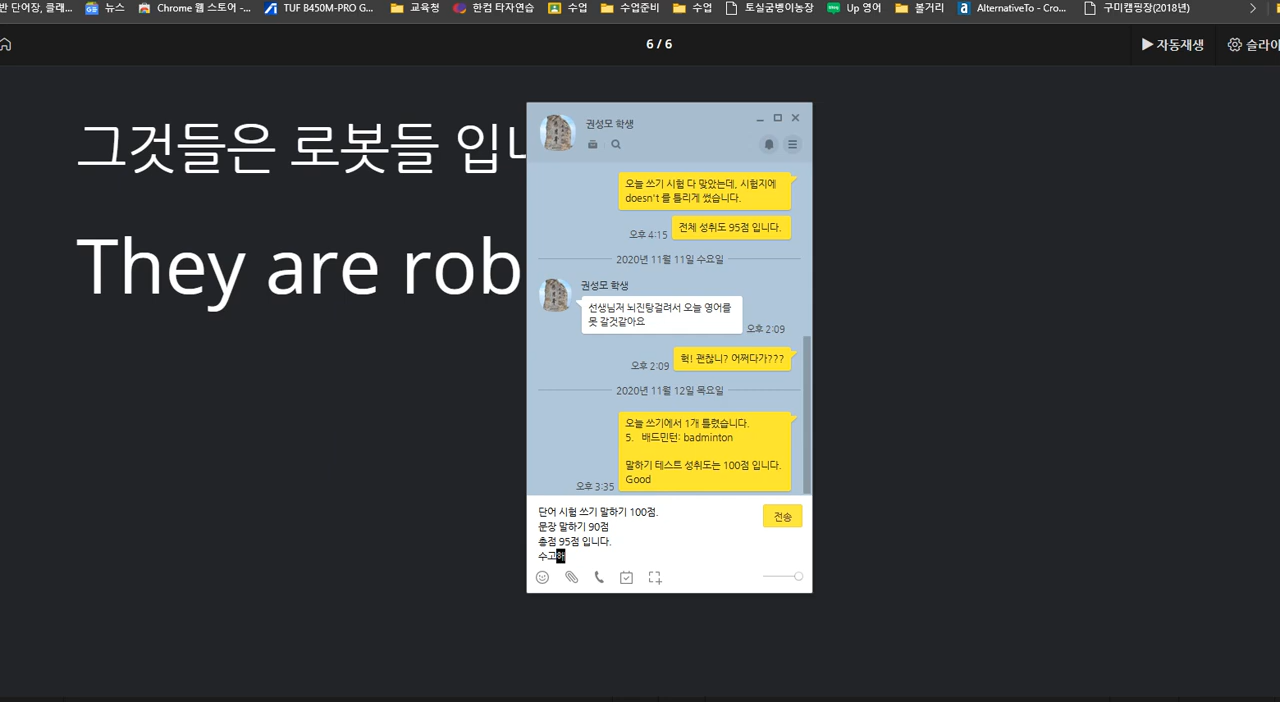 반 단어장, 클래... 뉴스 Chrome 웹 스토어 -... TUF B450M-PRO G... 교육청 한컴 타자연습 수업 수업준비 수업 토실굼벵이농장 Up 영어 볼거리 AlternativeTo - Cro... 구미캠핑장(2018년)
6 / 6
자동재생
슬라이
그것들은 로봇들 입니
They are rob
권성모 학생
오늘 쓰기 시험 다 맞았는데, 시험지에
doesn't 를 틀리게 썼습니다.
전체 성취도 95점 입니다.
오후 4:15
2020년 11월 11일 수요일
권성모 학생
선생님저 뇌진탕걸려서 오늘 영어를
못 갈것같아요
오후 2:09
헉! 괜찮니? 어쩌다가???
오후 2:09
2020년 11월 12일 목요일
오늘 쓰기에서 1개 틀렸습니다.
5. 배드민턴: badminton
말하기 테스트 성취도는 100점 입니다.
Good
오후 3:35
단어 시험 쓰기 말하기 100점.
문장 말하기 90점
총점 95점 입니다.
수고하
전송